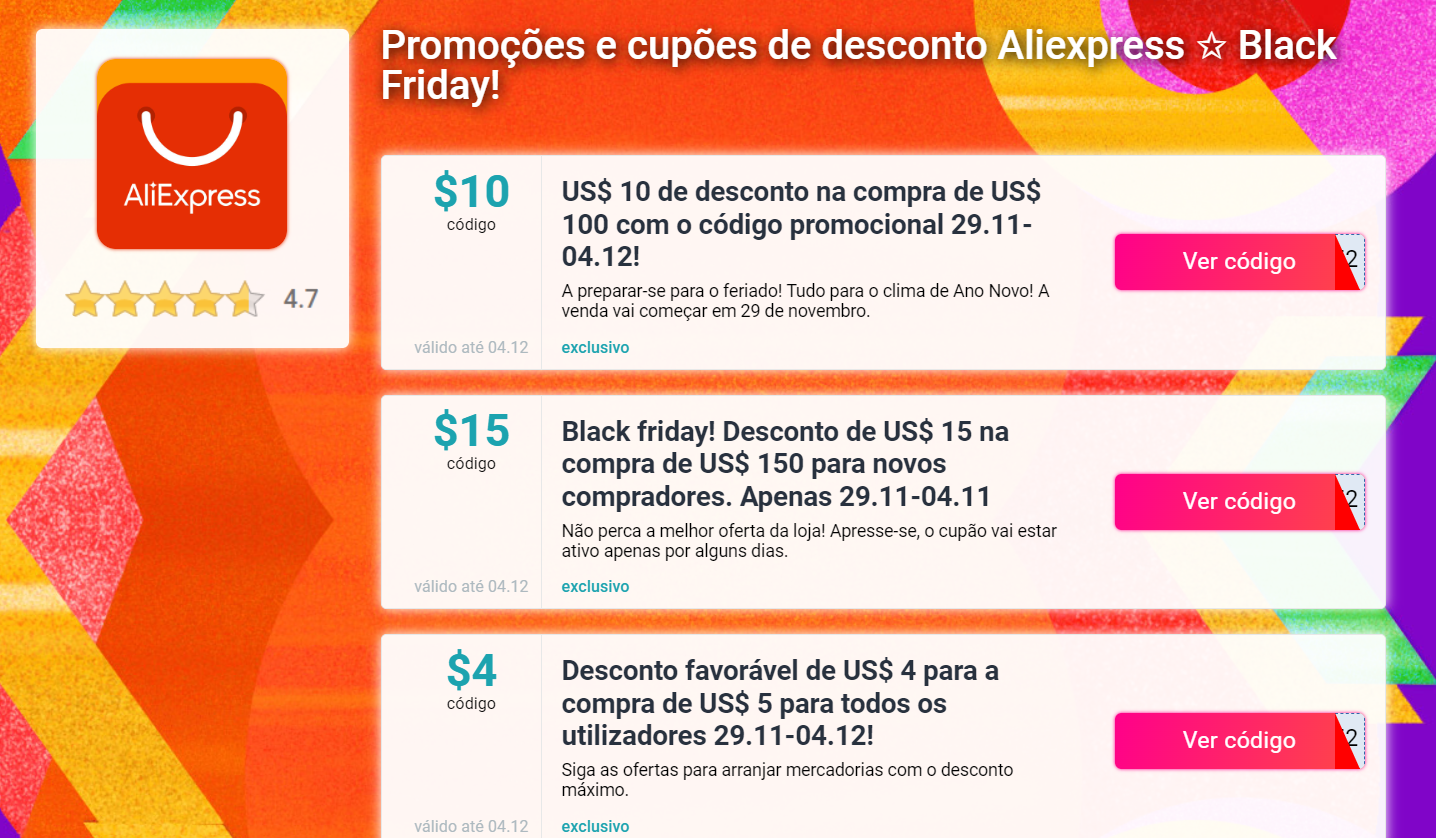 Promoções e cupões de desconto Aliexpress ☆ Black
Friday!
AliExpress
4.7
$10
código
válido até 04.12
US$ 10 de desconto na compra de US$
100 com o código promocional 29.11-
04.12!
A preparar-se para o feriado! Tudo para o clima de Ano Novo! A
venda vai começar em 29 de novembro.
exclusivo
Ver código
2
$15
código
válido até 04.12
Black friday! Desconto de US$ 15 na
compra de US$ 150 para novos
compradores. Apenas 29.11-04.11
Não perca a melhor oferta da loja! Apresse-se, o cupão vai estar
ativo apenas por alguns dias.
exclusivo
Ver código
2
$4
código
válido até 04.12
Desconto favorável de US$ 4 para a
compra de US$ 5 para todos os
utilizadores 29.11-04.12!
Siga as ofertas para arranjar mercadorias com o desconto
máximo.
exclusivo
Ver código
2